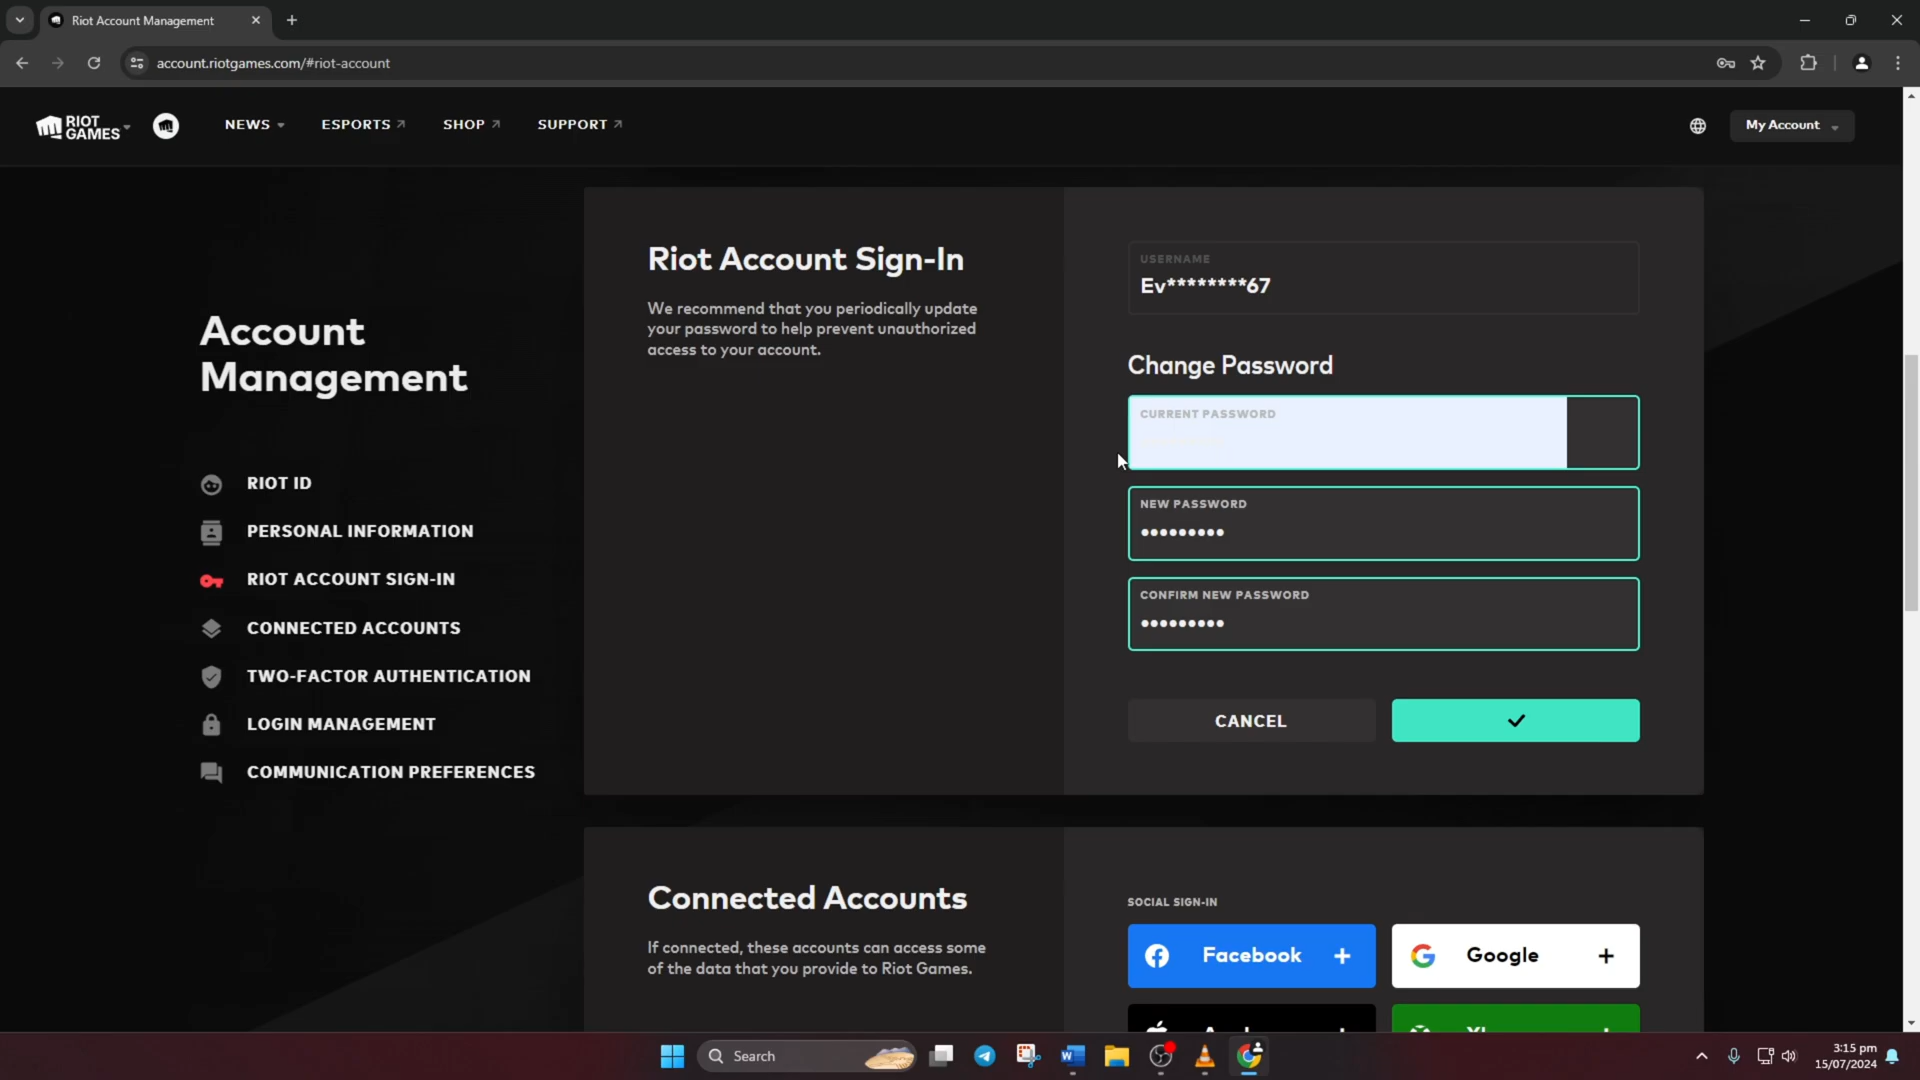 Riot Account Management
account.riotgames.com/#riot-account
RIOT GAMES
NEWS
ESPORTS
SHOP
SUPPORT
My Account
Account
Management
RIOT ID
PERSONAL INFORMATION
RIOT ACCOUNT SIGN-IN
CONNECTED ACCOUNTS
TWO-FACTOR AUTHENTICATION
LOGIN MANAGEMENT
COMMUNICATION PREFERENCES
Riot Account Sign-In
We recommend that you periodically update
your password to help prevent unauthorized
access to your account.
USERNAME
Ev********67
Change Password
CURRENT PASSWORD
NEW PASSWORD
•••••••••
CONFIRM NEW PASSWORD
•••••••••
CANCEL
Connected Accounts
If connected, these accounts can access some
of the data that you provide to Riot Games.
SOCIAL SIGN-IN
Facebook
Google
Search
3:15 pm
15/07/2024